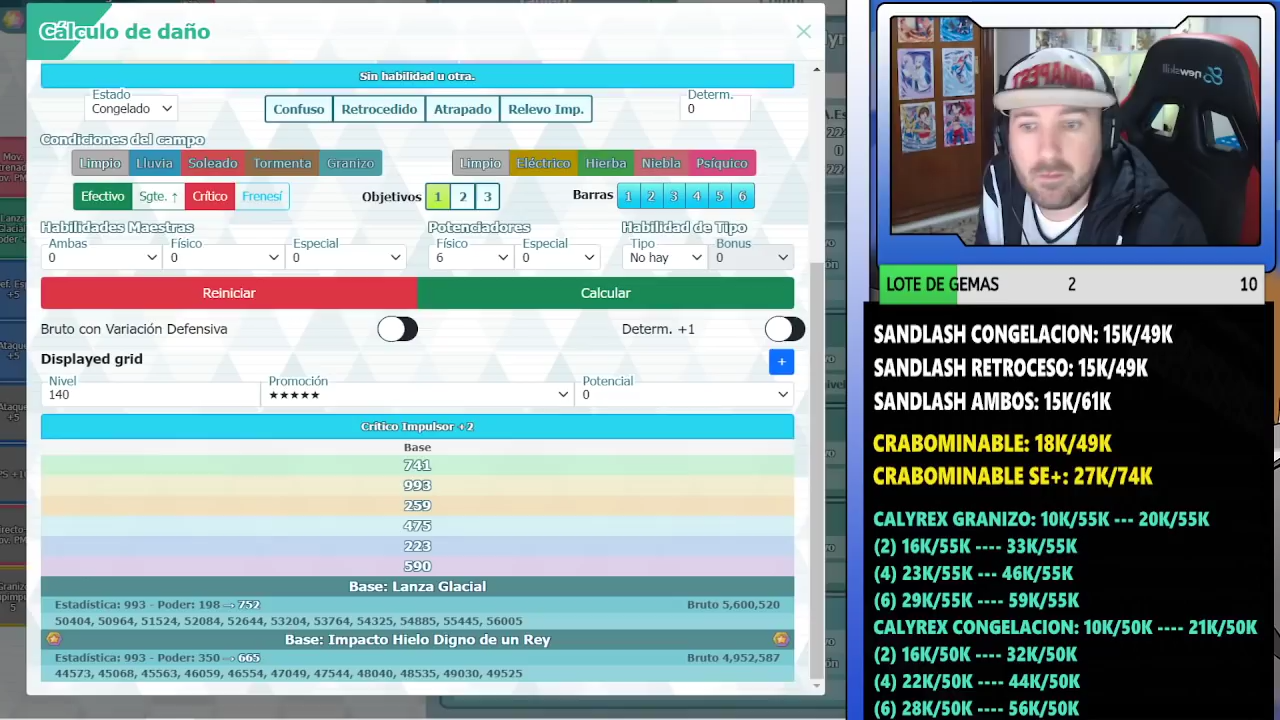 Cálculo de daño
Sin habilidad u otra.
Estado
Congelado
Confuso
Retrocedido
Atrapado
Relevo Imp.
Determ.
0
Condiciones del campo
Limpio
Lluvia
Soleado
Tormenta
Granizo
Limpio
Eléctrico
Hierba
Niebla
Psíquico
Efectivo
Sgte. ↑
Crítico
Frenesí
Objetivos
1
2
3
Barras
1
2
3
4
5
6
Habilidades Maestras
Potenciadores
Habilidad de Tipo
Ambas
0
Físico
0
Especial
0
Físico
6
Especial
0
Tipo
No hay
Bonus
0
Reiniciar
Calcular
Bruto con Variación Defensiva
Determ. +1
Displayed grid
+
Nivel
140
Promoción
★★★★★
Potencial
0
Crítico Impulsor +2
Base
741
993
259
475
223
590
Base: Lanza Glacial
Estadística: 993 - Poder: 198 → 752
Bruto 5,600,520
50404, 50964, 51524, 52084, 52644, 53204, 53764, 54325, 54885, 55445, 56005
Base: Impacto Hielo Digno de un Rey
Estadística: 993 - Poder: 350 → 665
Bruto 4,952,587
44573, 45068, 45563, 46059, 46554, 47049, 47544, 48040, 48535, 49030, 49525
LOTE DE GEMAS
2
10
SANDLASH CONGELACION: 15K/49K
SANDLASH RETROCESO: 15K/49K
SANDLASH AMBOS: 15K/61K
CRABOMINABLE: 18K/49K
CRABOMINABLE SE+: 27K/74K
CALYREX GRANIZO: 10K/55K --- 20K/55K
(2) 16K/55K ---- 33K/55K
(4) 23K/55K --- 46K/55K
(6) 29K/55K ---- 59K/55K
CALYREX CONGELACION: 10K/50K ---- 21K/50K
(2) 16K/50K ---- 32K/50K
(4) 22K/50K ---- 44K/50K
(6) 28K/50K ---- 56K/50K